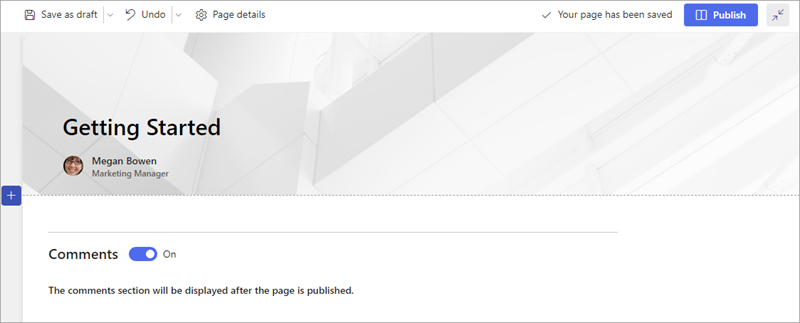 Save as draft Undo Page details Your page has been saved Publish
Getting Started
Megan Bowen
Marketing Manager
Comments On
The comments section will be displayed after the page is published.